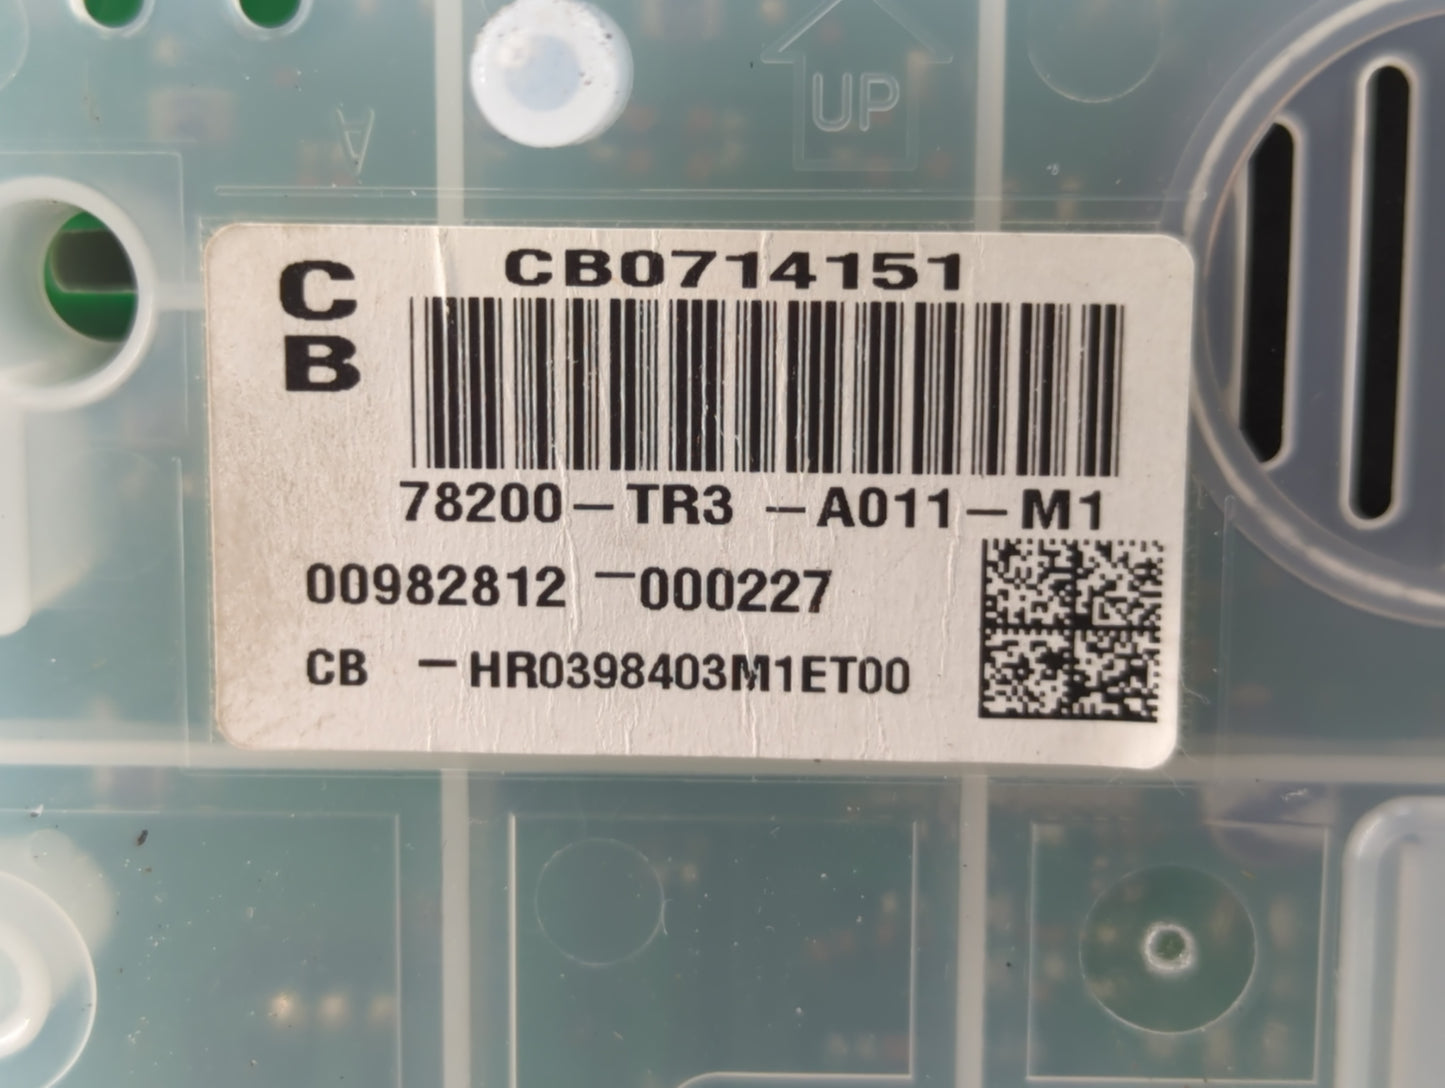 UP
A
CB0714151
C
B
78200-TR3 -A011-M1
00982812 -000227
CB -HR0398403M1ET00